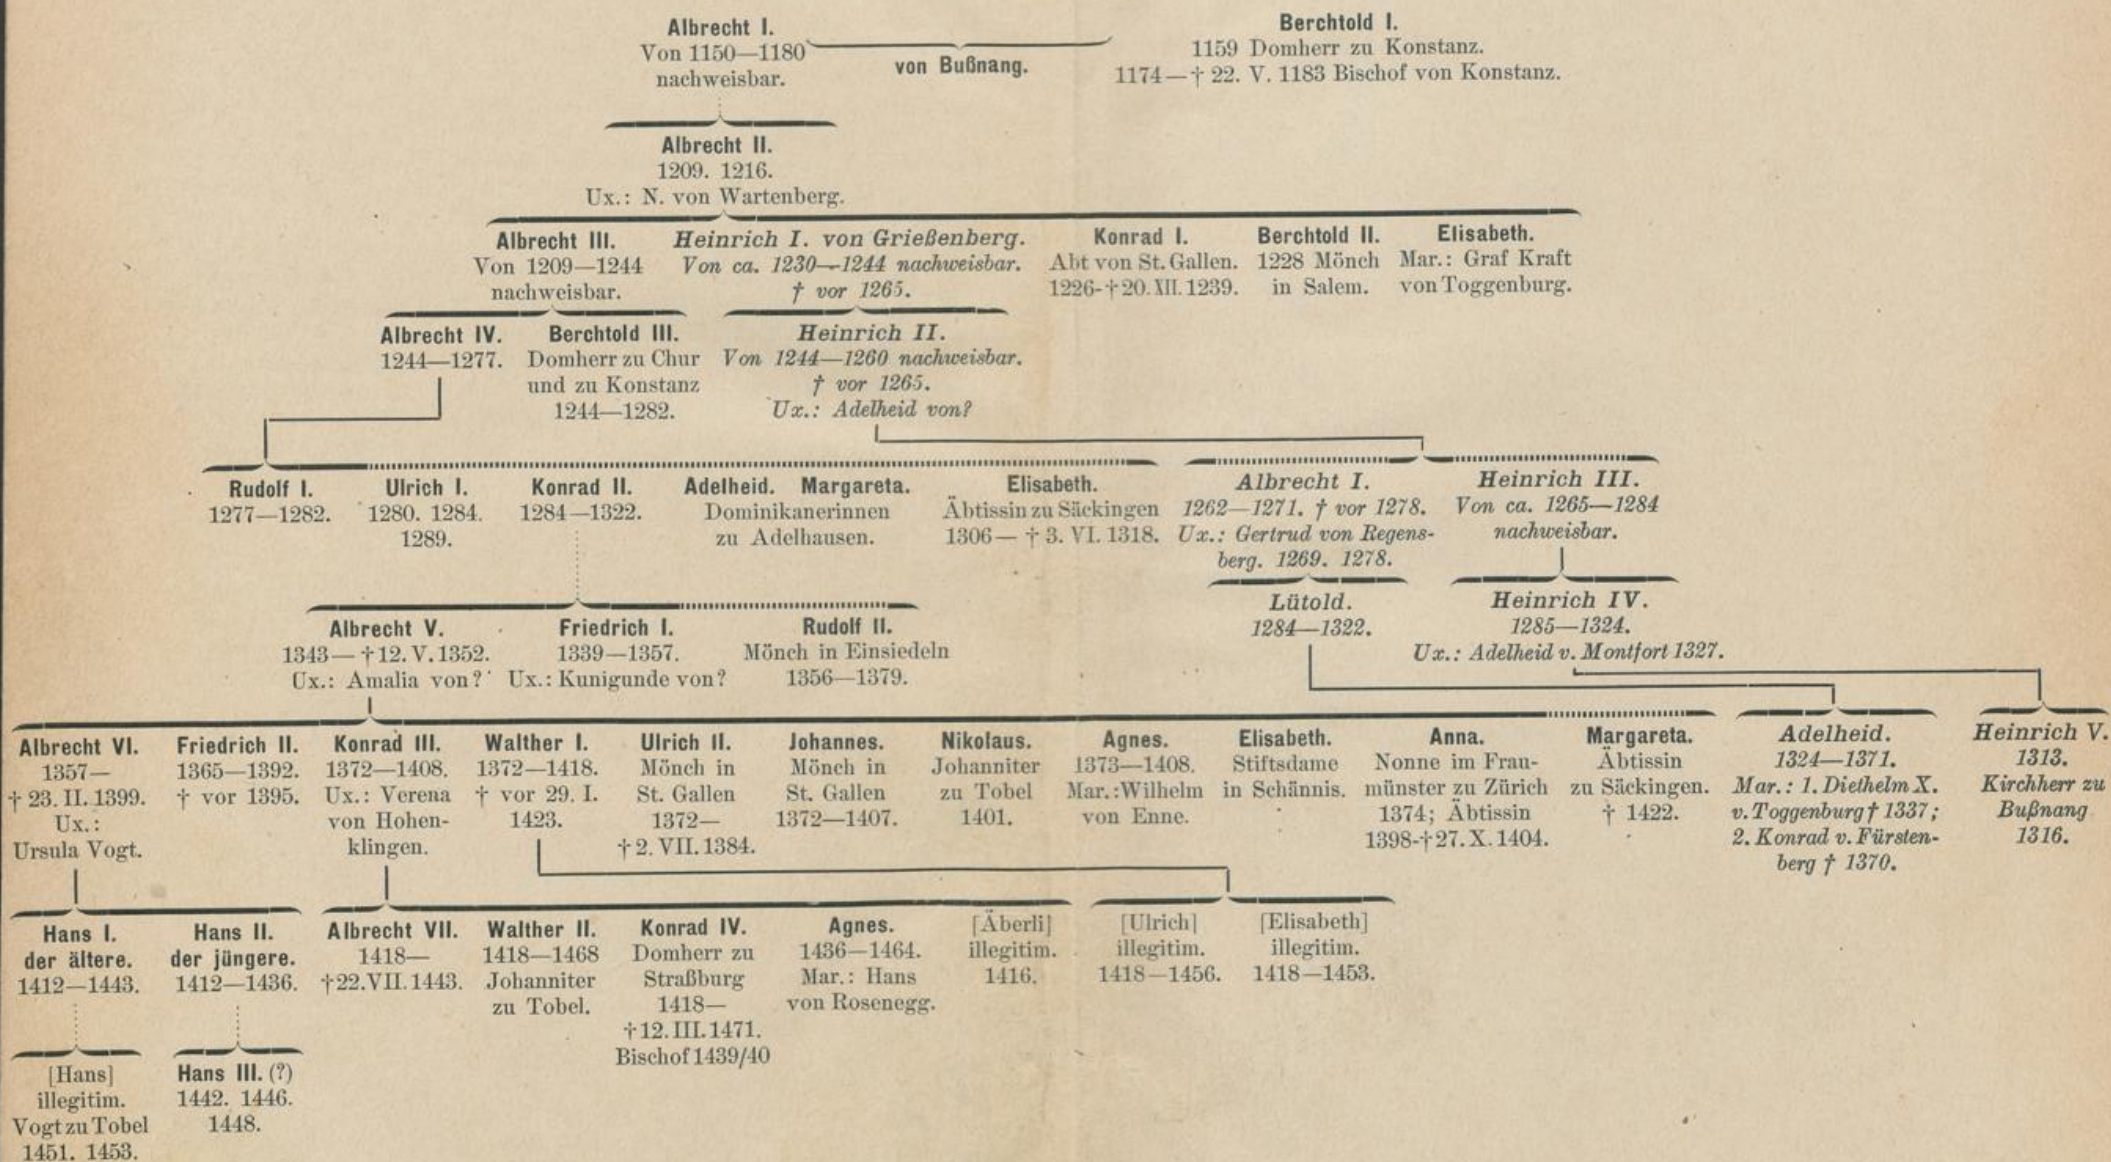 Albrecht I.
Von 1150—1180
nachweisbar.
von Bußnang.
Berchtold I.
1159 Domherr zu Konstanz.
1174—† 22. V. 1183 Bischof von Konstanz.
Albrecht II.
1209. 1216.
Ux.: N. von Wartenberg.
Albrecht III.
Von 1209—1244
nachweisbar.
Heinrich I. von Grießenberg.
Von ca. 1230—1244 nachweisbar.
† vor 1265.
Konrad I.
Abt von St. Gallen.
1226-†20. XII. 1239.
Berchtold II.
1228 Mönch
in Salem.
Elisabeth.
Mar.: Graf Kraft
von Toggenburg.
Albrecht IV.
1244—1277.
Berchtold III.
Domherr zu Chur
und zu Konstanz
1244—1282.
Heinrich II.
Von 1244—1260 nachweisbar.
† vor 1265.
Ux.: Adelheid von?
Rudolf I.
1277—1282.
Ulrich I.
1280. 1284.
1289.
Konrad II.
1284—1322.
Adelheid. Margareta.
Dominikanerinnen
zu Adelhausen.
Elisabeth.
Äbtissin zu Säckingen
1306— † 3. VI. 1318.
Albrecht I.
1262—1271. † vor 1278.
Ux.: Gertrud von Regens-
berg. 1269. 1278.
Heinrich III.
Von ca. 1265—1284
nachweisbar.
Albrecht V.
1343— †12. V. 1352.
Ux.: Amalia von?
Friedrich I.
1339—1357.
Ux.: Kunigunde von?
Rudolf II.
Mönch in Einsiedeln
1356—1379.
Lütold.
1284—1322.
Heinrich IV.
1285—1324.
Ux.: Adelheid v. Montfort 1327.
Albrecht VI.
1357—
† 23. II. 1399.
Ux.:
Ursula Vogt.
Friedrich II.
1365—1392.
† vor 1395.
Konrad III.
1372—1408.
Ux.: Verena
von Hohen-
klingen.
Walther I.
1372—1418.
† vor 29. I.
1423.
Ulrich II.
Mönch in
St. Gallen
1372—
†2. VII. 1384.
Johannes.
Mönch in
St. Gallen
1372—1407.
Nikolaus.
Johanniter
zu Tobel
1401.
Agnes.
1373—1408.
Mar.: Wilhelm
von Enne.
Elisabeth.
Stiftsdame
in Schännis.
Anna.
Nonne im Frau-
münster zu Zürich
1374; Äbtissin
1398-†27. X. 1404.
Margareta.
Äbtissin
zu Säckingen.
† 1422.
Adelheid.
1324—1371.
Mar.: 1. Diethelm X.
v. Toggenburg † 1337;
2. Konrad v. Fürsten-
berg † 1370.
Heinrich V.
1313.
Kirchherr zu
Bußnang
1316.
Hans I.
der ältere.
1412—1443.
Hans II.
der jüngere.
1412—1436.
Albrecht VII.
1418—
†22. VII. 1443.
Walther II.
1418—1468
Johanniter
zu Tobel.
Konrad IV.
Domherr zu
Straßburg
1418—
†12. III. 1471.
Bischof 1439/40
Agnes.
1436—1464.
Mar.: Hans
von Rosenegg.
[Äberli]
illegitim.
1416.
[Ulrich]
illegitim.
1418—1456.
[Elisabeth]
illegitim.
1418—1453.
[Hans]
illegitim.
Vogt zu Tobel
1451. 1453.
Hans III. (?)
1442. 1446.
1448.